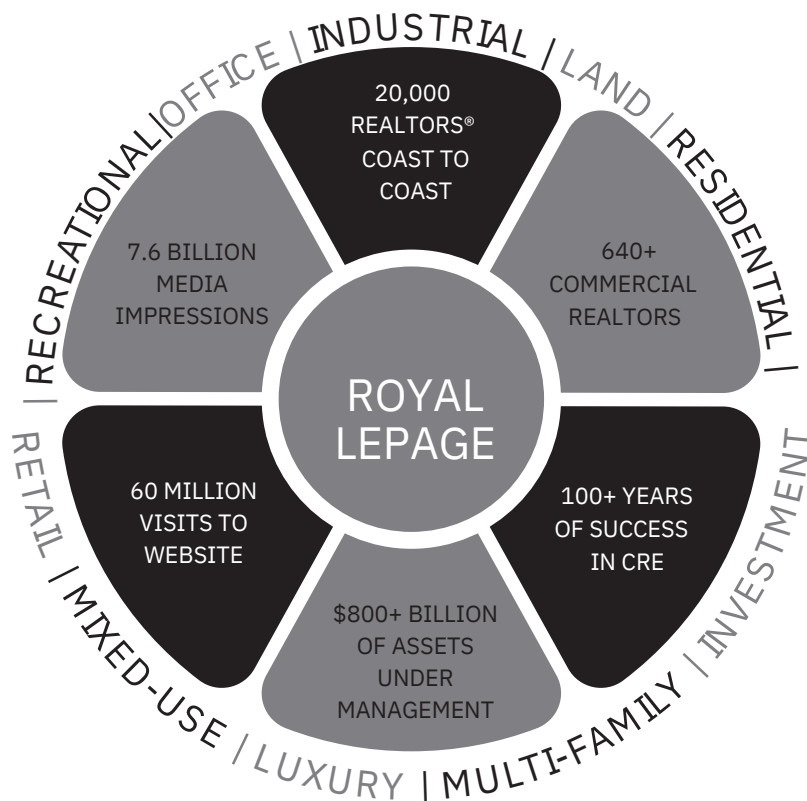 RETAIL | RECREATIONAL | OFFICE | INDUSTRIAL | LAND | RESIDENTIAL |
20,000
REALTORS®
COAST TO
COAST
7.6 BILLION
MEDIA
IMPRESSIONS
640+
COMMERCIAL
REALTORS
ROYAL
LEPAGE
60 MILLION
VISITS TO
WEBSITE
100+ YEARS
OF SUCCESS
IN CRE
$800+ BILLION
OF ASSETS
UNDER
MANAGEMENT
| MIXED-USE | LUXURY | MULTI-FAMILY | INVESTMENT